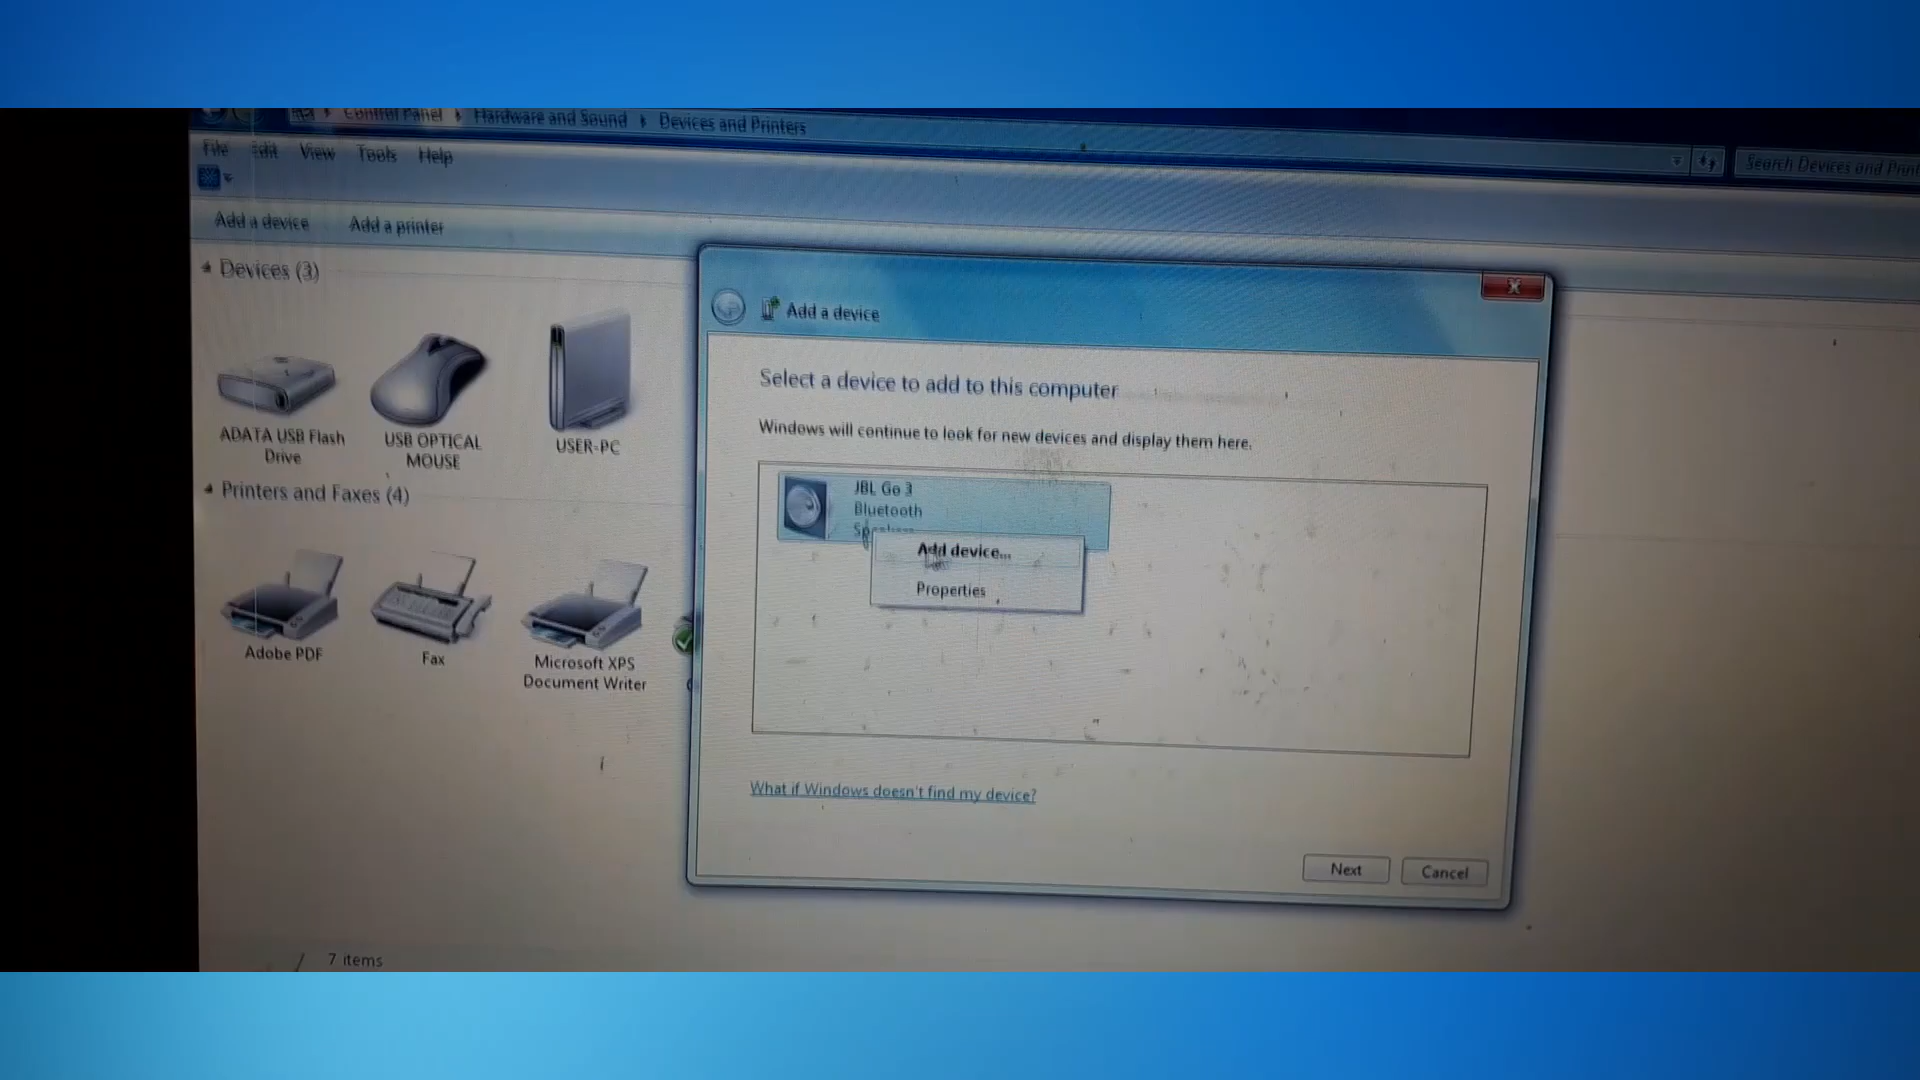 Control Panel
Hardware and Sound
Devices and Printers
Search Devices and Print
File Edit View Tools Help
Add a device Add a printer
Devices (3)
ADATA USB Flash
Drive
USB OPTICAL
MOUSE
USER-PC
Printers and Faxes (4)
Adobe PDF
Fax
Microsoft XPS
Document Writer
7 items
Add a device
Select a device to add to this computer
Windows will continue to look for new devices and display them here.
JBL Go 3
Bluetooth
Add device...
Properties
What if Windows doesn't find my device?
Next
Cancel